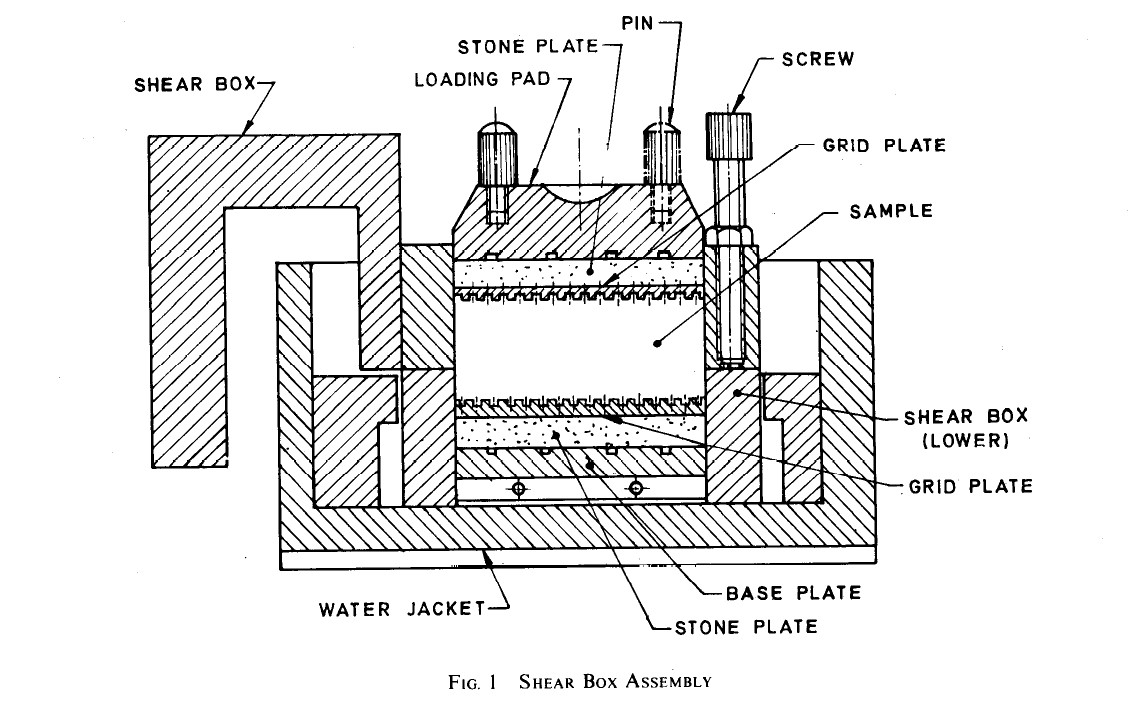 PIN
STONE PLATE
SCREW
LOADING PAD
SHEAR BOX
GRID PLATE
SAMPLE
SHEAR BOX
(LOWER)
GRID PLATE
BASE PLATE
WATER JACKET
STONE PLATE
FIG. 1 SHEAR BOX ASSEMBLY